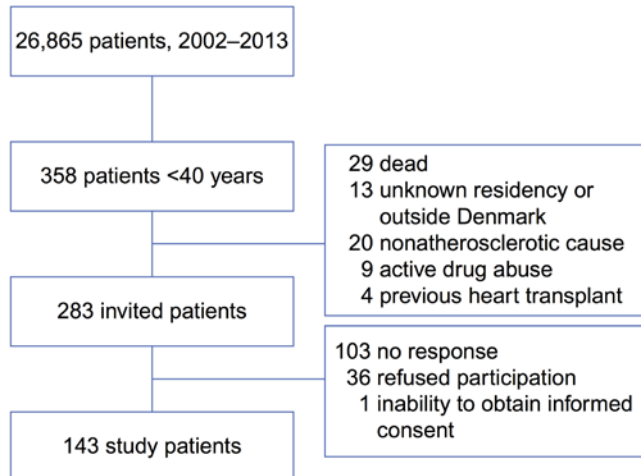 26,865 patients, 2002–2013
358 patients <40 years
29 dead
13 unknown residency or
outside Denmark
20 nonatherosclerotic cause
9 active drug abuse
4 previous heart transplant
283 invited patients
103 no response
36 refused participation
1 inability to obtain informed
consent
143 study patients